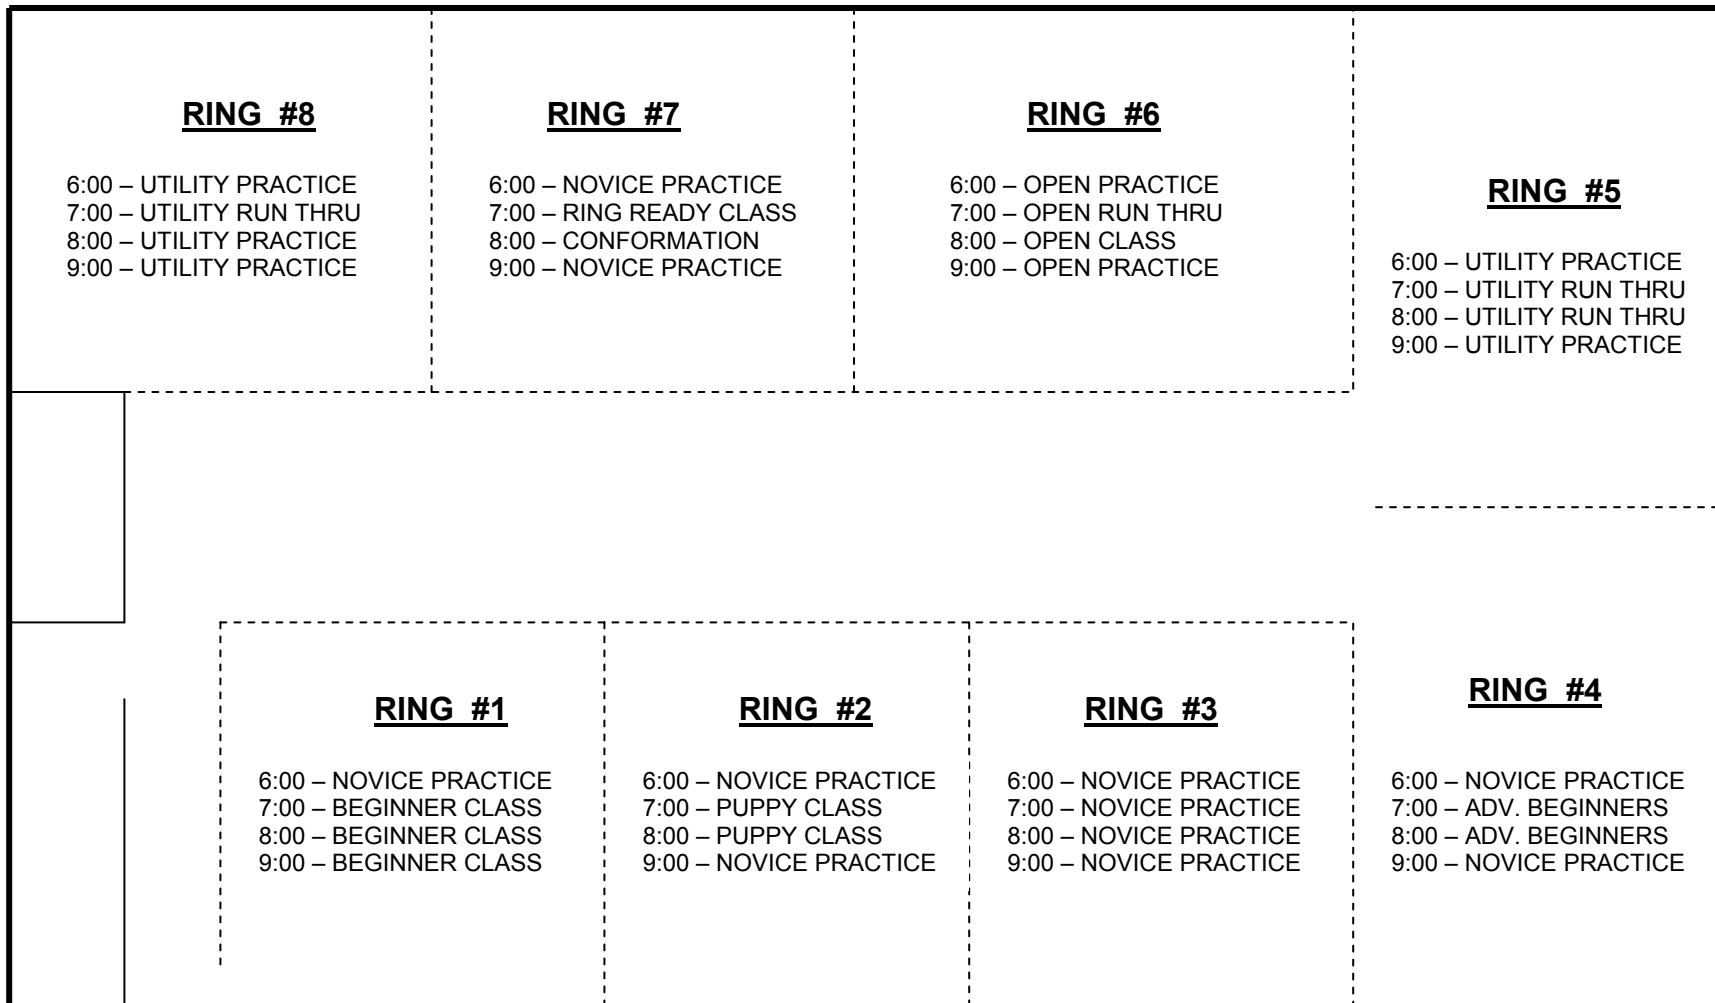 RING #8
6:00 – UTILITY PRACTICE
7:00 – UTILITY RUN THRU
8:00 – UTILITY PRACTICE
9:00 – UTILITY PRACTICE
RING #7
6:00 – NOVICE PRACTICE
7:00 – RING READY CLASS
8:00 – CONFORMATION
9:00 – NOVICE PRACTICE
RING #6
6:00 – OPEN PRACTICE
7:00 – OPEN RUN THRU
8:00 – OPEN CLASS
9:00 – OPEN PRACTICE
RING #5
6:00 – UTILITY PRACTICE
7:00 – UTILITY RUN THRU
8:00 – UTILITY RUN THRU
9:00 – UTILITY PRACTICE
RING #1
6:00 – NOVICE PRACTICE
7:00 – BEGINNER CLASS
8:00 – BEGINNER CLASS
9:00 – BEGINNER CLASS
RING #2
6:00 – NOVICE PRACTICE
7:00 – PUPPY CLASS
8:00 – PUPPY CLASS
9:00 – NOVICE PRACTICE
RING #3
6:00 – NOVICE PRACTICE
7:00 – NOVICE PRACTICE
8:00 – NOVICE PRACTICE
9:00 – NOVICE PRACTICE
RING #4
6:00 – NOVICE PRACTICE
7:00 – ADV. BEGINNERS
8:00 – ADV. BEGINNERS
9:00 – NOVICE PRACTICE